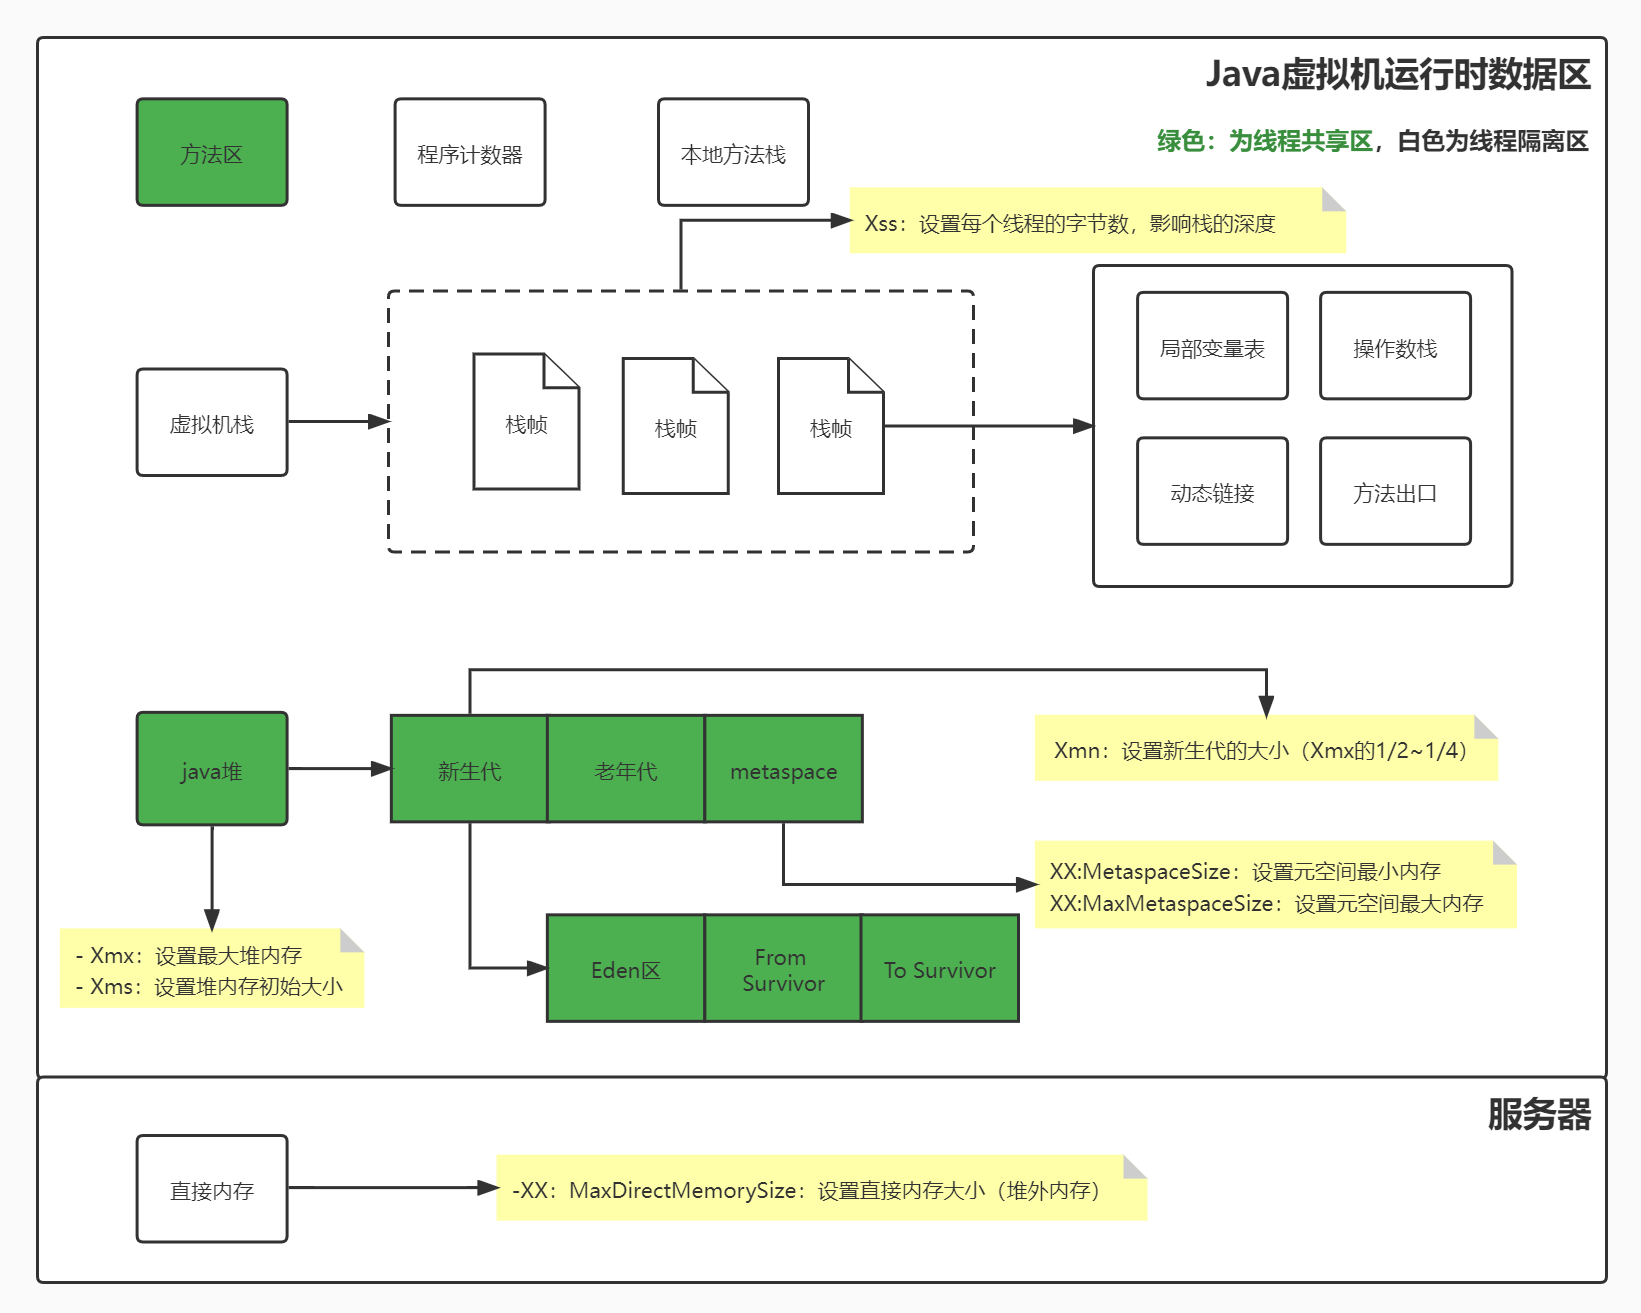 Java虚拟机运行时数据区
绿色：为线程共享区，白色为线程隔离区
方法区
程序计数器
本地方法栈
Xss：设置每个线程的字节数，影响栈的深度
虚拟机栈
栈帧
栈帧
栈帧
局部变量表
操作数栈
动态链接
方法出口
java堆
新生代
老年代
metaspace
Xmn：设置新生代的大小（Xmx的1/2~1/4）
XX:MetaspaceSize：设置元空间最小内存
XX:MaxMetaspaceSize：设置元空间最大内存
- Xmx：设置最大堆内存
- Xms：设置堆内存初始大小
Eden区
From
Survivor
To Survivor
服务器
直接内存
-XX：MaxDirectMemorySize：设置直接内存大小（堆外内存）